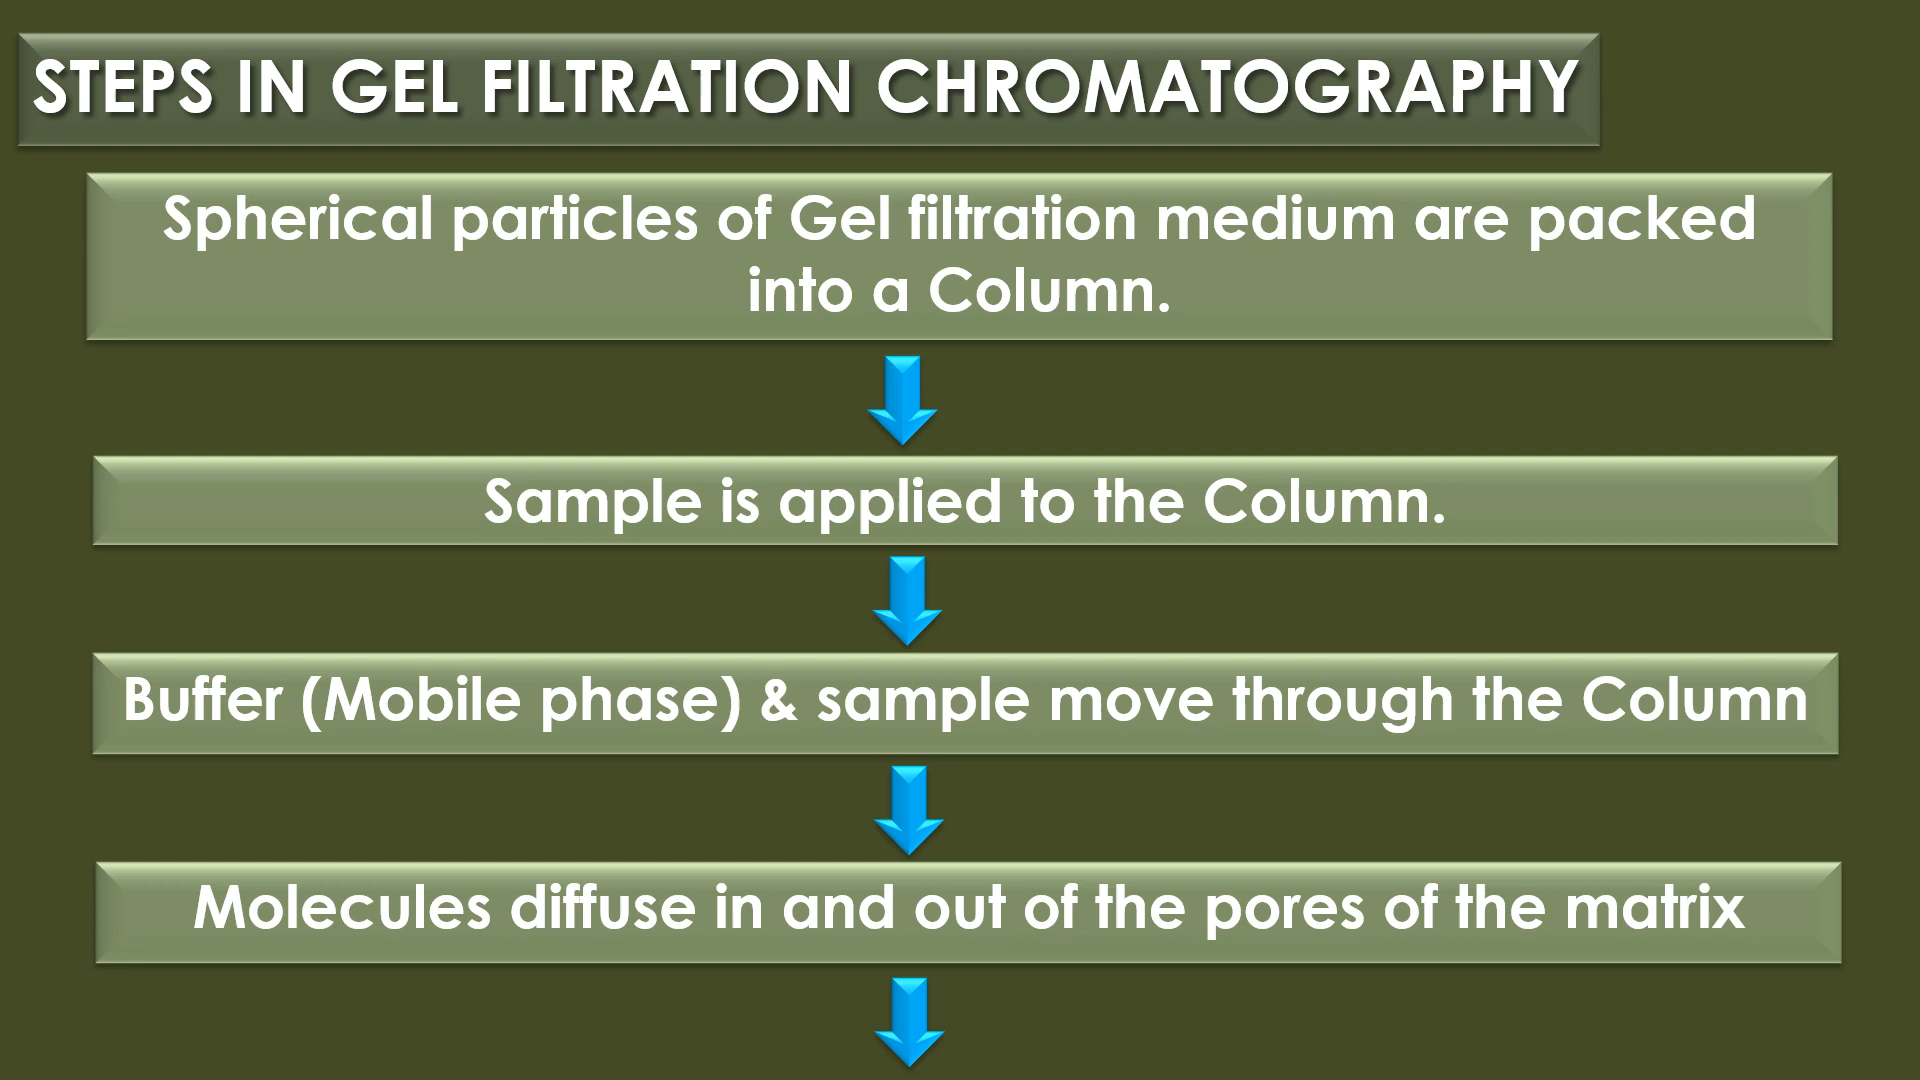 STEPS IN GEL FILTRATION CHROMATOGRAPHY
Spherical particles of Gel filtration medium are packed
into a Column.
Sample is applied to the Column.
Buffer (Mobile phase) & sample move through the Column
Molecules diffuse in and out of the pores of the matrix